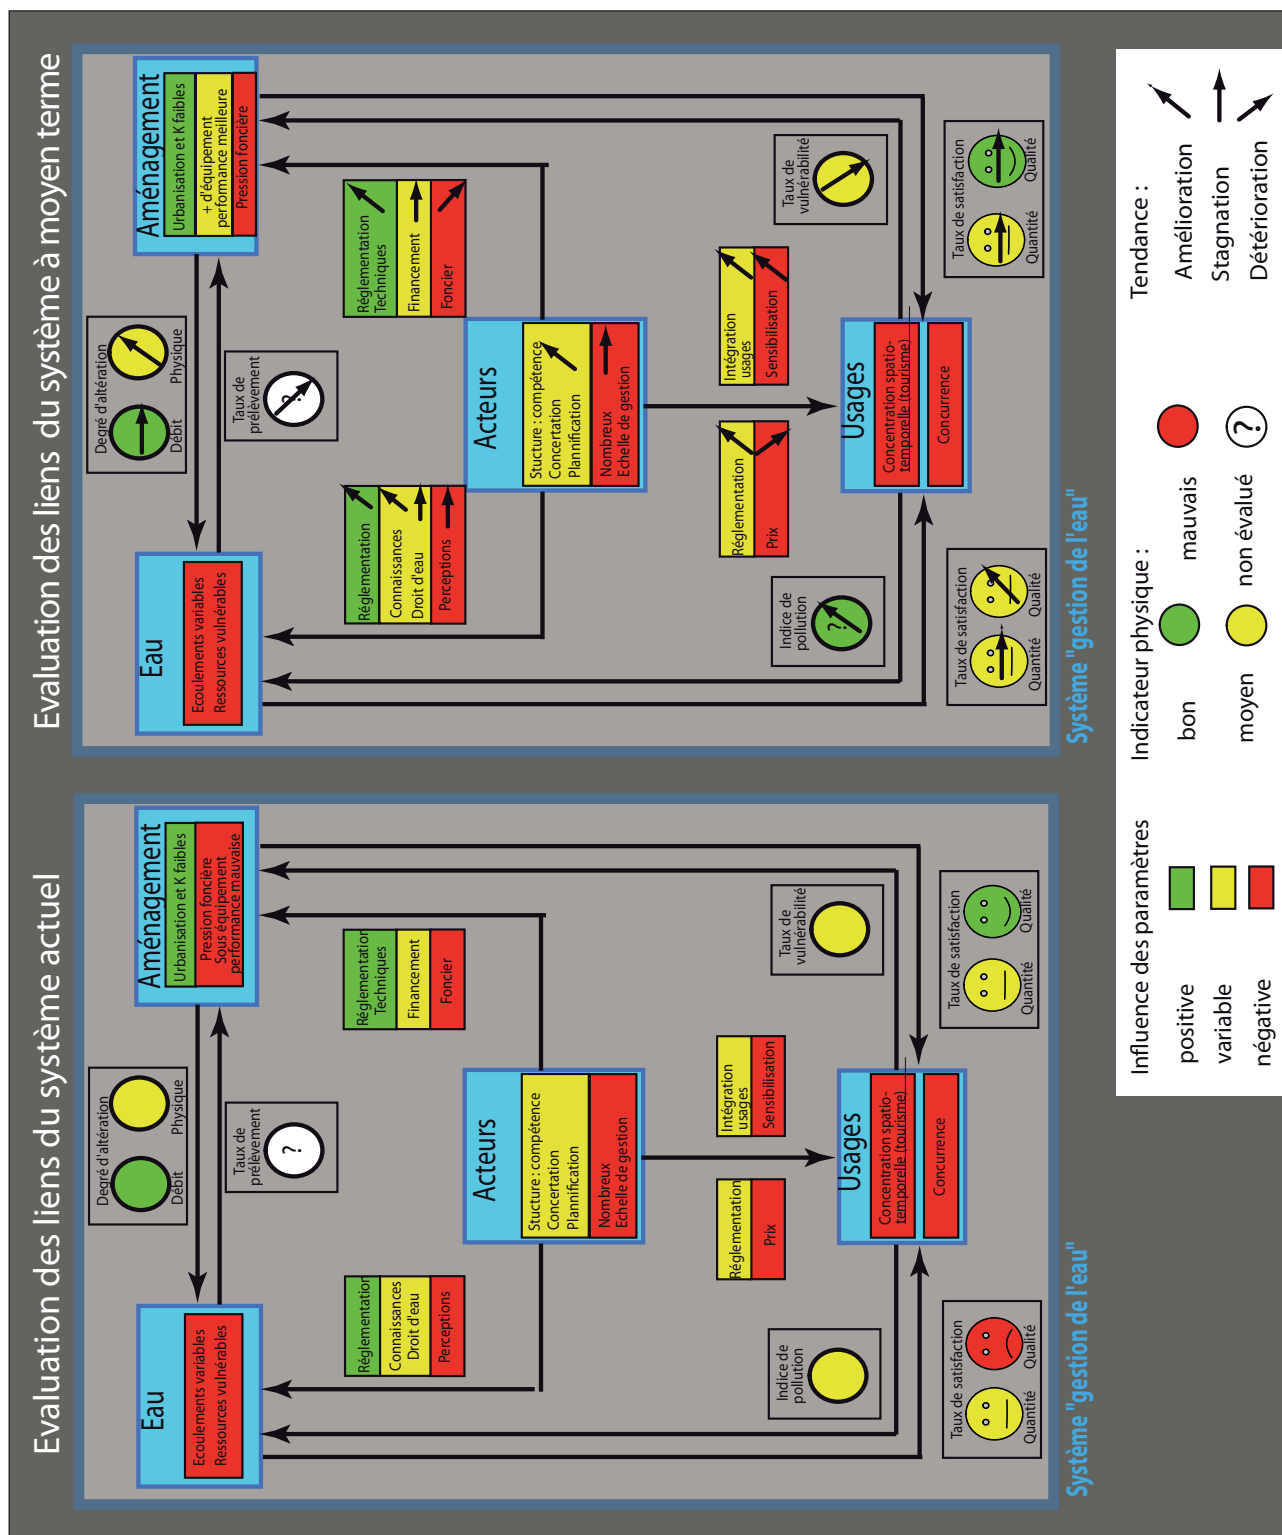 Evaluation des liens du système actuel
Eau
Ecoulements variables
Ressources vulnérables
Degré d'altération
Débit
Physique
Taux de
prélèvement
?
Aménagement
Urbanisation et K faibles
Pression foncière
Sous équipement
performance mauvaise
Réglementation
Connaissances
Droit d'eau
Perceptions
Réglementation
Techniques
Financement
Foncier
Acteurs
Stucture : compétence
Concertation
Plannification
Nombreux
Echelle de gestion
Réglementation
Prix
Intégration
usages
Sensibilisation
Indice de
pollution
Taux de
vulnérabilité
Usages
Concentration spatio-
temporelle (tourisme)
Concurrence
Taux de satisfaction
Quantité
Qualité
Taux de satisfaction
Quantité
Qualité
Système "gestion de l'eau"
Evaluation des liens du système à moyen terme
Eau
Ecoulements variables
Ressources vulnérables
Degré d'altération
Débit
Physique
Taux de
prélèvement
?
Aménagement
Urbanisation et K faibles
+ d'équipement
performance meilleure
Pression foncière
Réglementation
Connaissances
Droit d'eau
Perceptions
Réglementation
Techniques
Financement
Foncier
Acteurs
Stucture : compétence
Concertation
Plannification
Nombreux
Echelle de gestion
Réglementation
Prix
Intégration
usages
Sensibilisation
Indice de
pollution
?
Taux de
vulnérabilité
Usages
Concentration spatio-
temporelle (tourisme)
Concurrence
Taux de satisfaction
Quantité
Qualité
Taux de satisfaction
Quantité
Qualité
Système "gestion de l'eau"
Influence des paramètres
positive
variable
négative
Indicateur physique :
bon
mauvais
moyen
non évalué
?
Tendance :
Amélioration
Stagnation
Détérioration